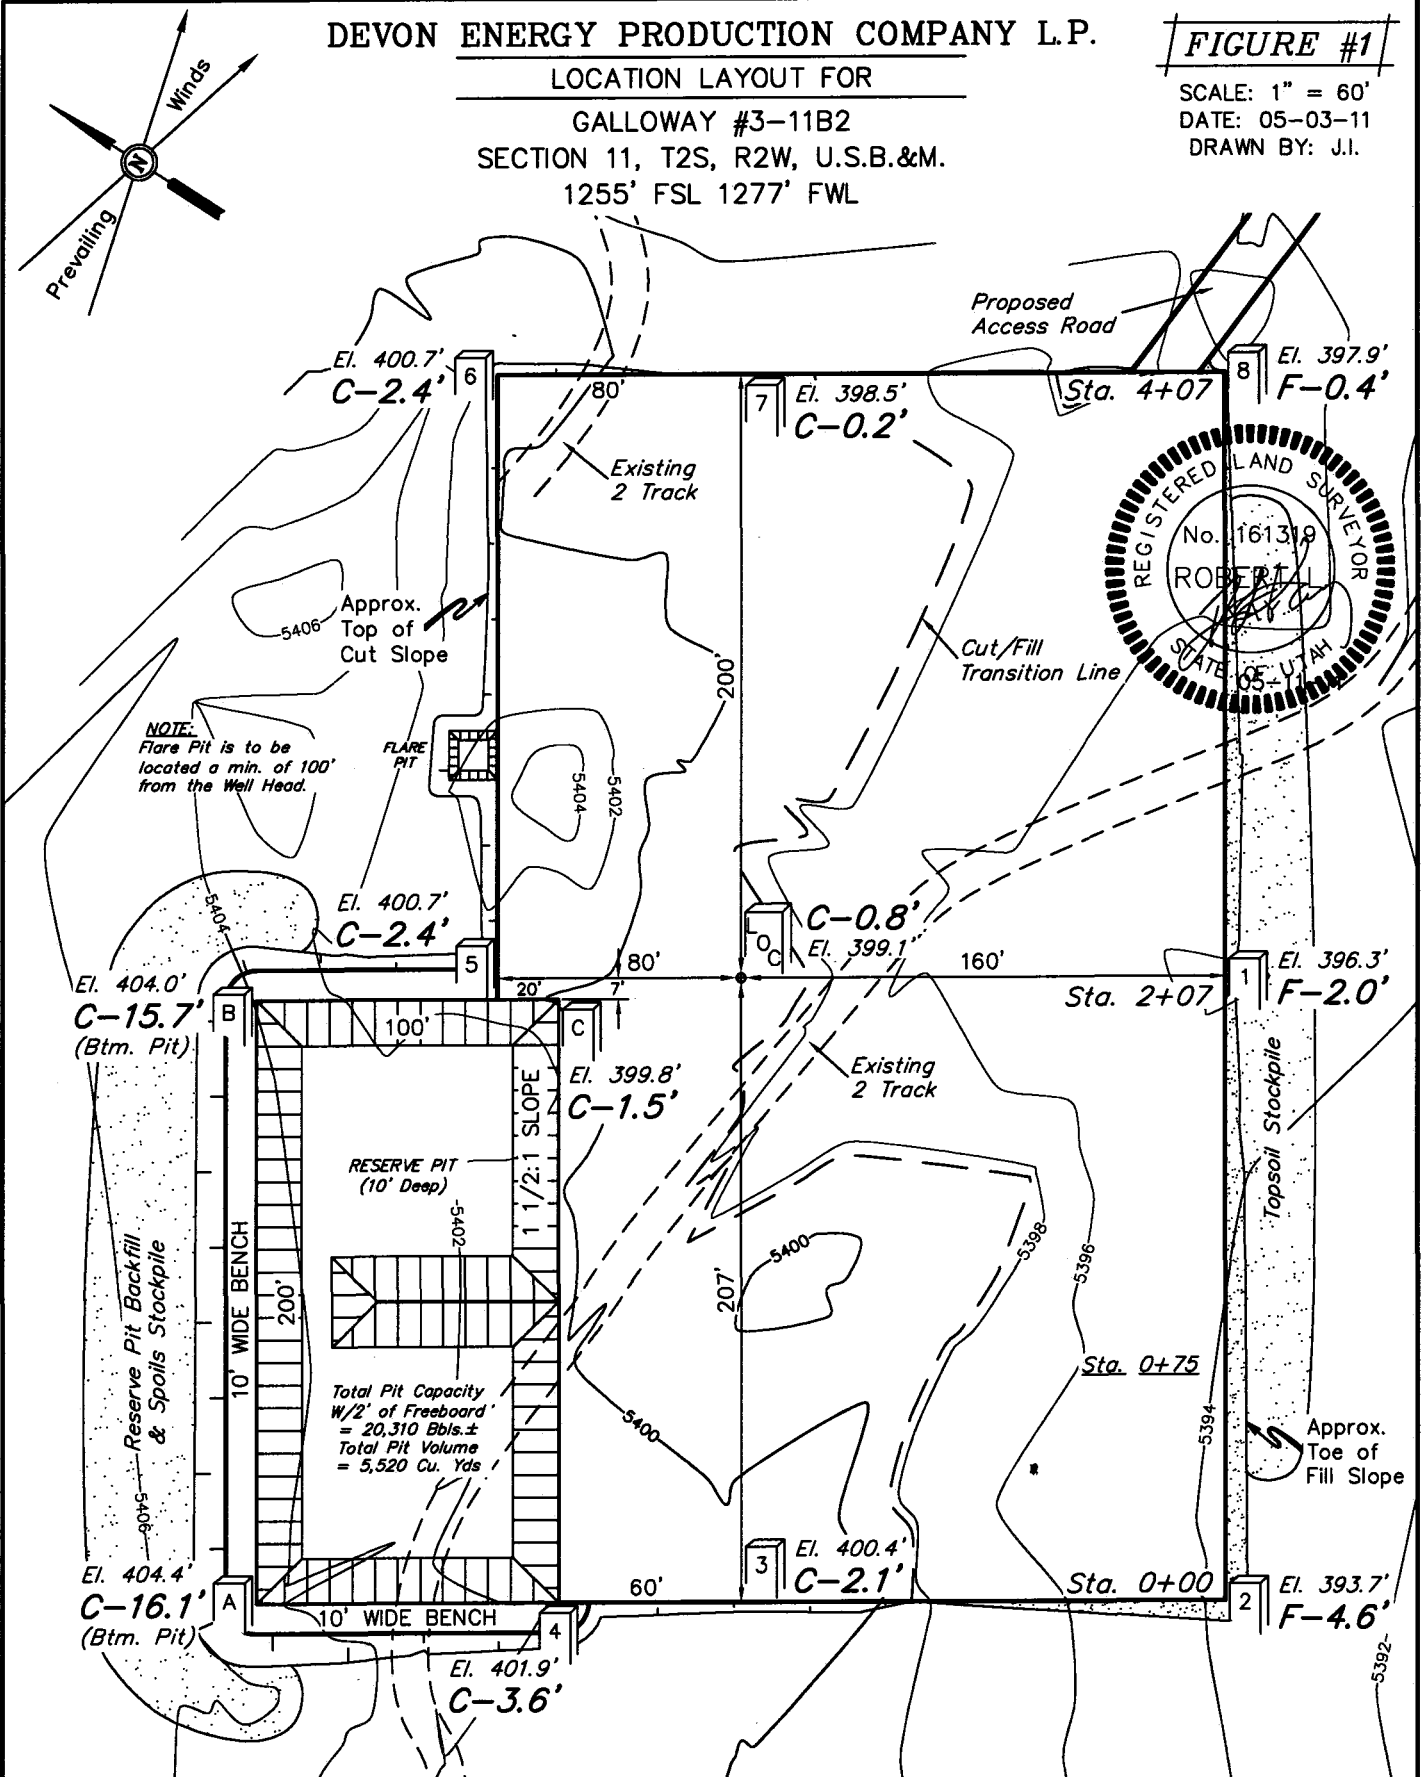 DEVON ENERGY PRODUCTION COMPANY L.P.
LOCATION LAYOUT FOR
GALLOWAY #3-11B2
SECTION 11, T2S, R2W, U.S.B.&M.
1255' FSL 1277' FWL
FIGURE #1
SCALE: 1" = 60'
DATE: 05-03-11
DRAWN BY: J.I.
Winds
N
Prevailing
Proposed
Access Road
El. 400.7'
C-2.4'
6
80'
7
El. 398.5'
C-0.2'
Sta. 4+07
8
El. 397.9'
F-0.4'
Existing
2 Track
REGISTERED LAND SURVEYOR
No. 161319
ROBERT L.
STATE OF UTAH
05-11
5406
Approx.
Top of
Cut Slope
200'
Cut/Fill
Transition Line
NOTE:
Flare Pit is to be
located a min. of 100'
from the Well Head.
FLARE
PIT
5404
5402
5404
El. 400.7'
C-2.4'
5
LOC
C-0.8'
El. 399.1'
El. 404.0'
C-15.7'
(Btm. Pit)
B
20'
80'
7'
160'
Sta. 2+07
1
El. 396.3'
F-2.0'
100'
C
El. 399.8'
C-1.5'
Existing
2 Track
1 1/2:1 SLOPE
RESERVE PIT
(10' Deep)
5402
Topsoil Stockpile
5400
5398
5396
10' WIDE BENCH
200'
207'
Reserve Pit Backfill
& Spoils Stockpile
Sta. 0+75
Total Pit Capacity
W/2' of Freeboard
= 20,310 Bbls.±
Total Pit Volume
= 5,520 Cu. Yds
5400
5394
Approx.
Toe of
Fill Slope
5406
El. 404.4'
C-16.1'
(Btm. Pit)
A
10' WIDE BENCH
60'
3
El. 400.4'
C-2.1'
Sta. 0+00
2
El. 393.7'
F-4.6'
4
El. 401.9'
C-3.6'
5392